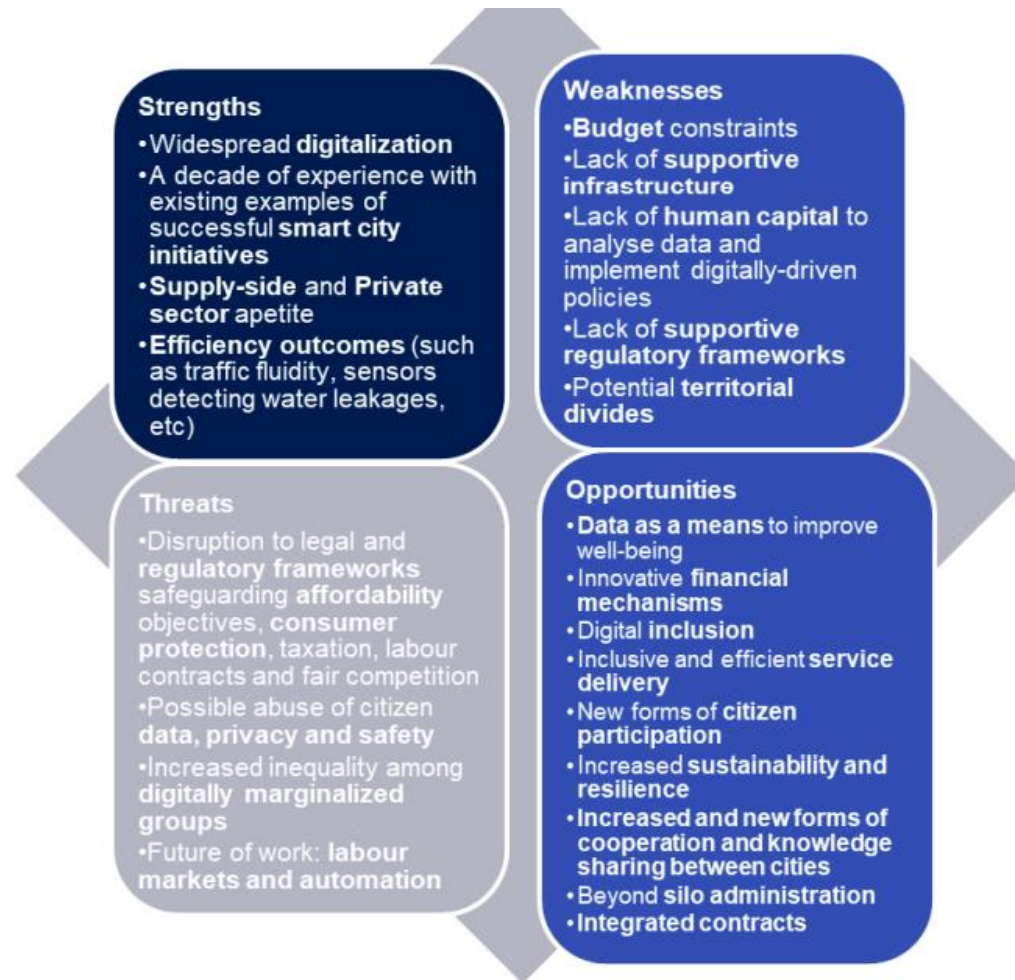 Strengths
•Widespread digitalization
•A decade of experience with
existing examples of
successful smart city
initiatives
•Supply-side and Private
sector apetite
•Efficiency outcomes (such
as traffic fluidity, sensors
detecting water leakages,
etc)
Weaknesses
•Budget constraints
•Lack of supportive
infrastructure
•Lack of human capital to
analyse data and
implement digitally-driven
policies
•Lack of supportive
regulatory frameworks
•Potential territorial
divides
Threats
•Disruption to legal and
regulatory frameworks
safeguarding affordability
objectives, consumer
protection, taxation, labour
contracts and fair competition
•Possible abuse of citizen
data, privacy and safety
•Increased inequality among
digitally marginalized
groups
•Future of work: labour
markets and automation
Opportunities
•Data as a means to improve
well-being
•Innovative financial
mechanisms
•Digital inclusion
•Inclusive and efficient service
delivery
•New forms of citizen
participation
•Increased sustainability and
resilience
•Increased and new forms of
cooperation and knowledge
sharing between cities
•Beyond silo administration
•Integrated contracts